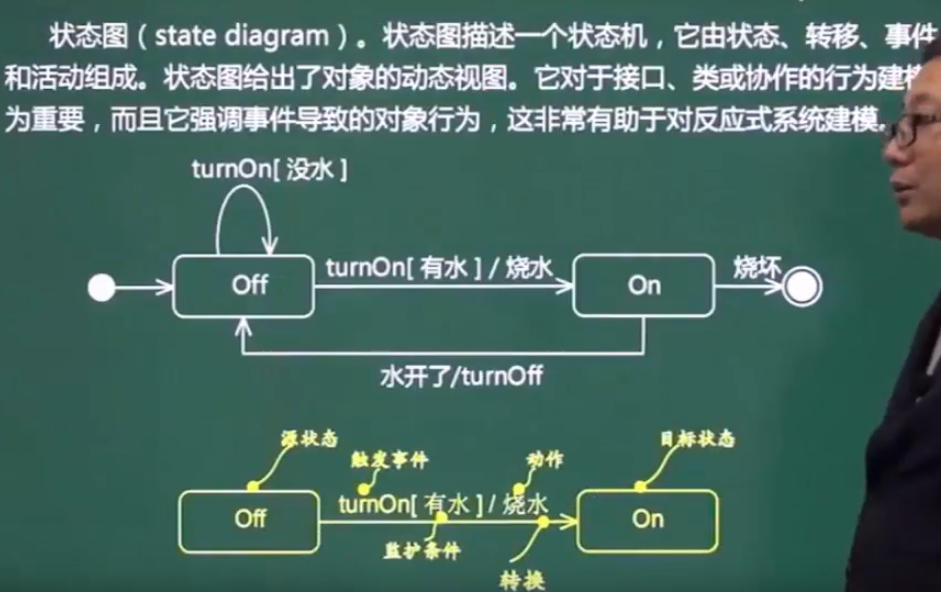 状态图（state diagram）。状态图描述一个状态机，它由状态、转移、事件
和活动组成。状态图给出了对象的动态视图。它对于接口、类或协作的行为建
为重要，而且它强调事件导致的对象行为，这非常有助于对反应式系统建模。
turnOn[ 没水 ]
Off
turnOn[ 有水 ] / 烧水
On
烧坏
水开了/turnOff
源状态
触发事件
动作
目标状态
Off
turnOn[ 有水 ] / 烧水
On
监护条件
转换